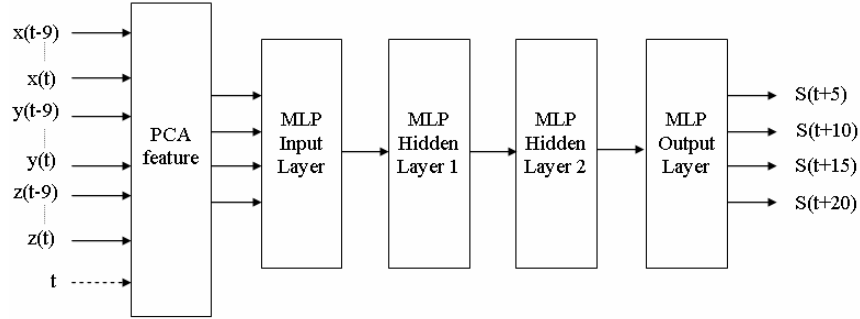 x(t-9)
x(t)
y(t-9)
y(t)
z(t-9)
z(t)
t
PCA
feature
MLP
Input
Layer
MLP
Hidden
Layer 1
MLP
Hidden
Layer 2
MLP
Output
Layer
S(t+5)
S(t+10)
S(t+15)
S(t+20)